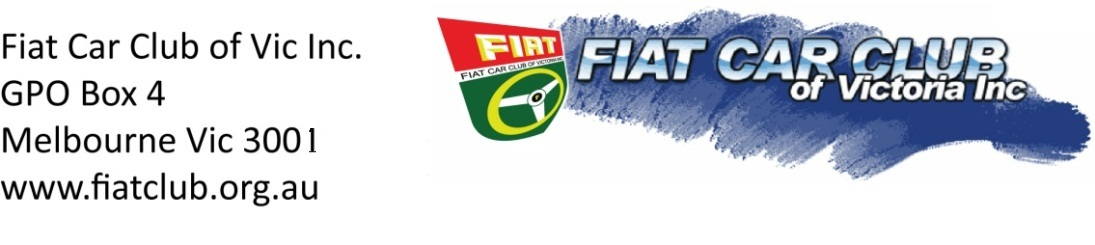 Fiat Car Club of Vic Inc.
GPO Box 4
Melbourne Vic 3001
www.fiatclub.org.au
FIAT
FIAT CAR CLUB OF VICTORIA INC
FIAT CAR CLUB
of Victoria Inc